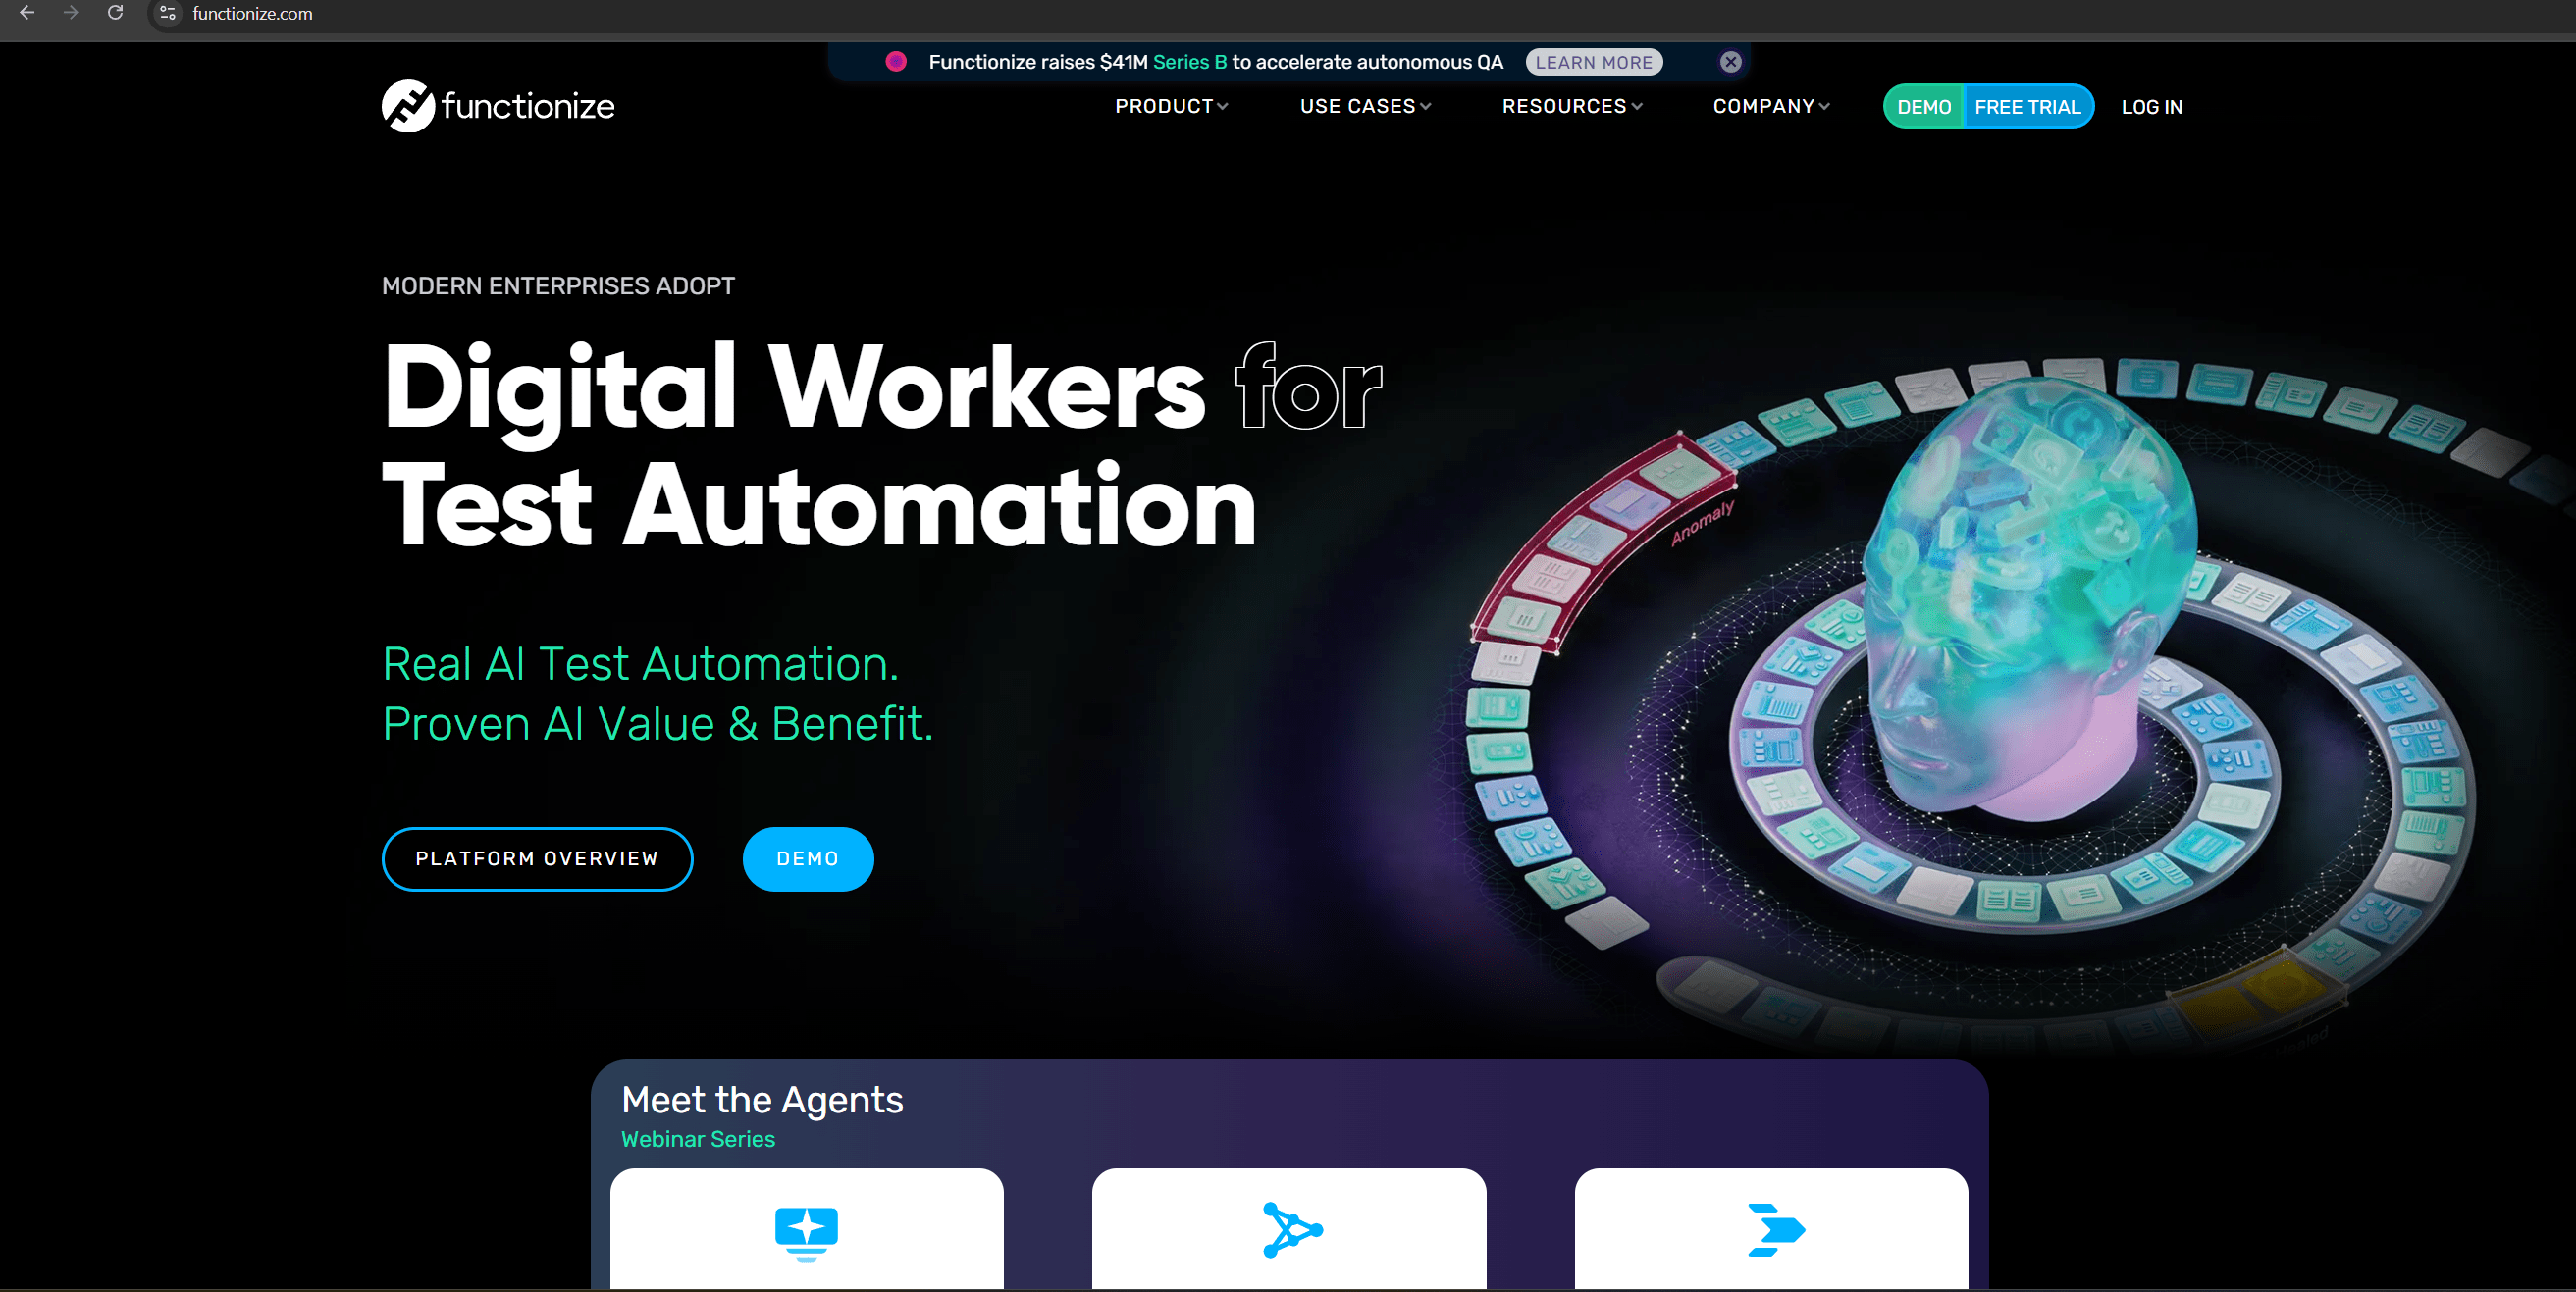 functionize.com
Functionize raises $41M Series B to accelerate autonomous QA LEARN MORE
functionize
PRODUCT USE CASES RESOURCES COMPANY DEMO FREE TRIAL LOG IN
MODERN ENTERPRISES ADOPT
Digital Workers for
Test Automation
Anomaly
Real AI Test Automation.
Proven AI Value & Benefit.
PLATFORM OVERVIEW DEMO
Meet the Agents
Webinar Series